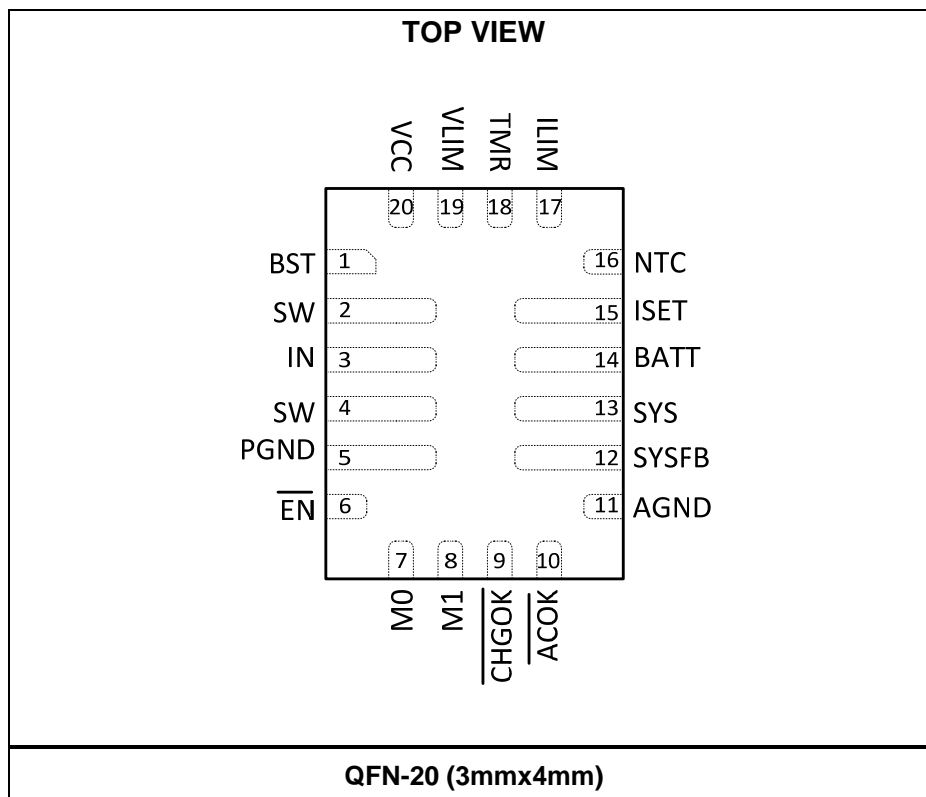 TOP VIEW
VCC VLIM TMR ILIM
20 19 18 17
BST 1 16 NTC
SW 2 15 ISET
IN 3 14 BATT
SW 4 13 SYS
PGND 5 12 SYSFB
EN 6 11 AGND
7 8 9 10
M0 M1 CHGOK ACOK
QFN-20 (3mmx4mm)